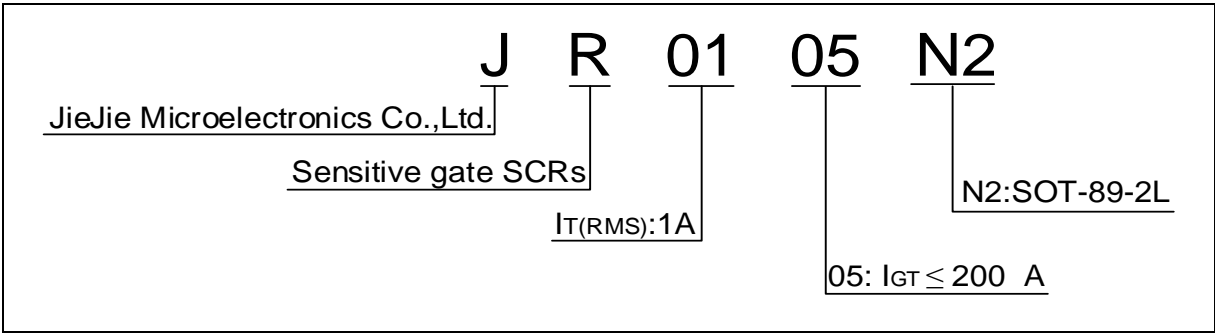 J R 01 05 N2
JieJie Microelectronics Co.,Ltd.
Sensitive gate SCRs
N2:SOT-89-2L
IT(RMS):1A
05: IGT ≤ 200 A